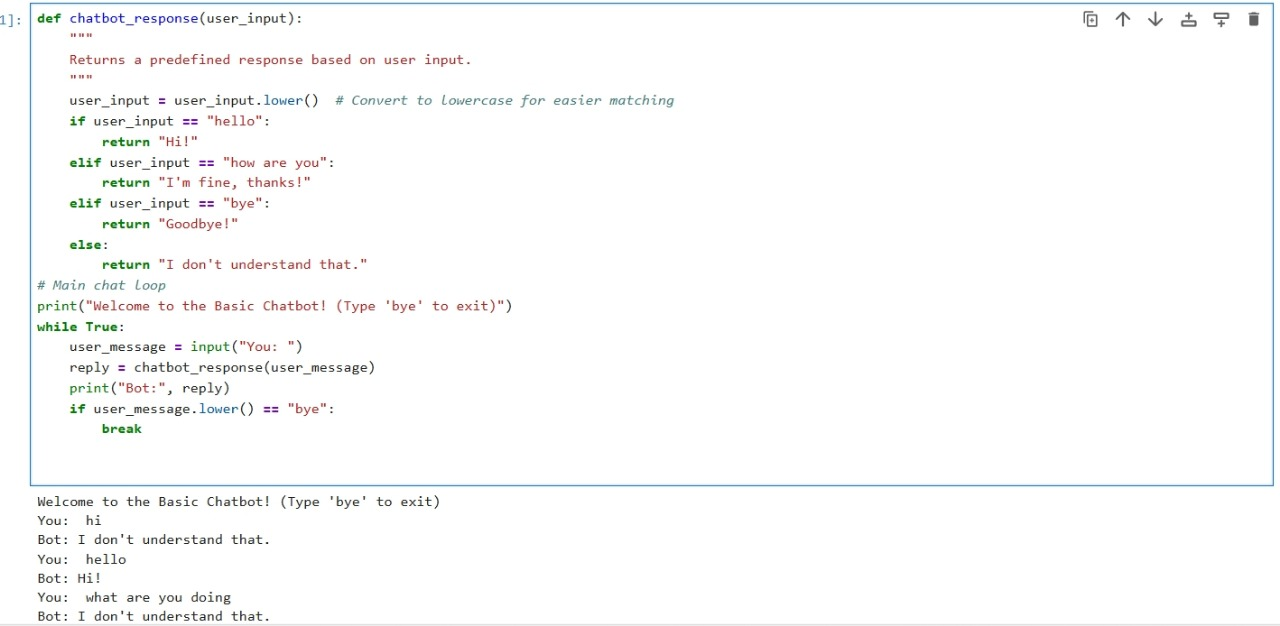 1]:
def chatbot_response(user_input):
    """
    Returns a predefined response based on user input.
    """
    user_input = user_input.lower()  # Convert to lowercase for easier matching
    if user_input == "hello":
        return "Hi!"
    elif user_input == "how are you":
        return "I'm fine, thanks!"
    elif user_input == "bye":
        return "Goodbye!"
    else:
        return "I don't understand that."
# Main chat loop
print("Welcome to the Basic Chatbot! (Type 'bye' to exit)")
while True:
    user_message = input("You: ")
    reply = chatbot_response(user_message)
    print("Bot:", reply)
    if user_message.lower() == "bye":
        break
Welcome to the Basic Chatbot! (Type 'bye' to exit)
You:  hi
Bot: I don't understand that.
You:  hello
Bot: Hi!
You:  what are you doing
Bot: I don't understand that.